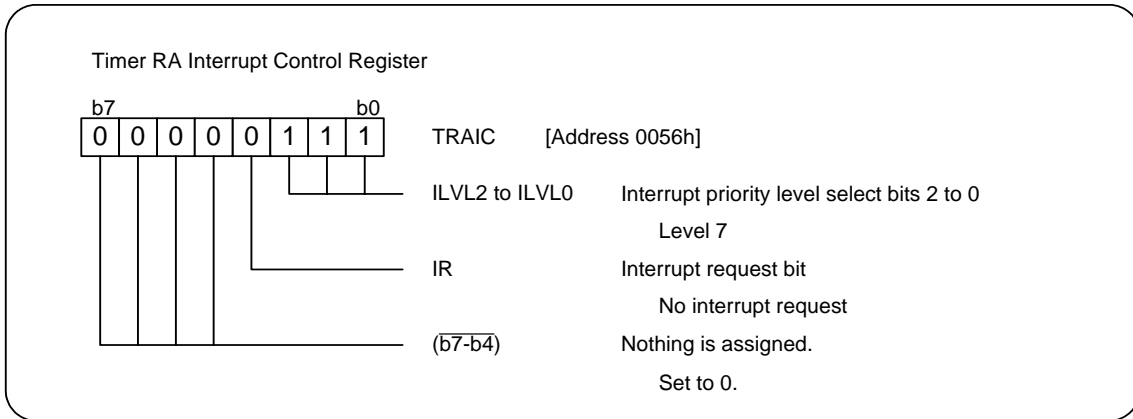 Timer RA Interrupt Control Register
b7 b0
0 0 0 0 0 1 1 1 TRAIC [Address 0056h]
ILVL2 to ILVL0 Interrupt priority level select bits 2 to 0
Level 7
IR Interrupt request bit
No interrupt request
(b7-b4) Nothing is assigned.
Set to 0.